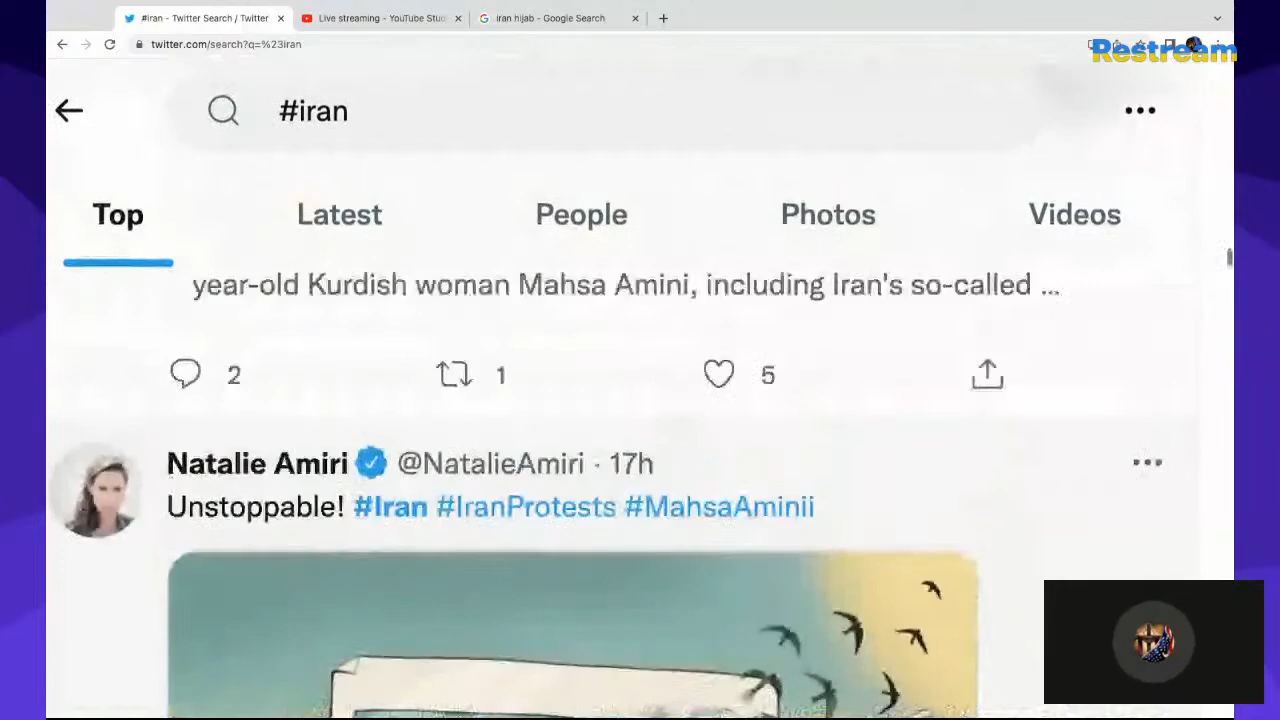 #iran - Twitter Search / Twitter
Live streaming - YouTube Stu
iran hijab - Google Search
twitter.com/search?q=%23iran
Restream
#iran
Top
Latest
People
Photos
Videos
year-old Kurdish woman Mahsa Amini, including Iran's so-called ...
2
1
5
Natalie Amiri @NatalieAmiri · 17h
Unstoppable! #Iran #IranProtests #MahsaAminii